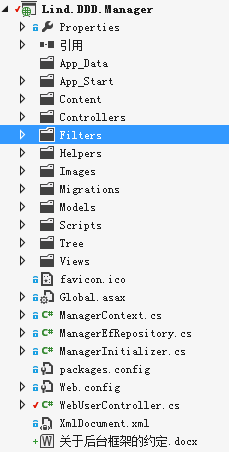 Lind.DDD.Manager
Properties
引用
App_Data
App_Start
Content
Controllers
Filters
Helpers
Images
Migrations
Models
Scripts
Tree
Views
favicon.ico
Global.asax
C# ManagerContext.cs
C# ManagerEfRepository.cs
C# ManagerInitializer.cs
packages.config
Web.config
C# WebUserController.cs
XmlDocument.xml
W 关于后台框架的约定.docx